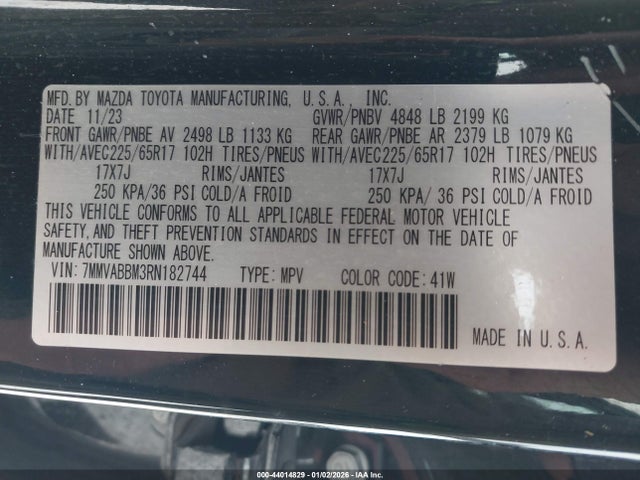 MFD. BY MAZDA TOYOTA MANUFACTURING, U.S.A., INC.
DATE 11/23 GVWR/PNBV 4848 LB 2199 KG
FRONT GAWR/PNBE AV 2498 LB 1133 KG REAR GAWR/PNBE AR 2379 LB 1079 KG
WITH/AVEC225/65R17 102H TIRES/PNEUS WITH/AVEC225/65R17 102H TIRES/PNEUS
17X7J RIMS/JANTES 17X7J RIMS/JANTES
250 KPA/36 PSI COLD/A FROID 250 KPA/ 36 PSI COLD/A FROID
THIS VEHICLE CONFORMS TO ALL APPLICABLE FEDERAL MOTOR VEHICLE
SAFETY, AND THEFT PREVENTION STANDARDS IN EFFECT ON THE DATE OF
MANUFACTURE SHOWN ABOVE.
VIN: 7MMVABBM3RN182744 TYPE: MPV COLOR CODE: 41W
MADE IN U.S.A.
000-44014829 - 01/02/2026 - IAA Inc.